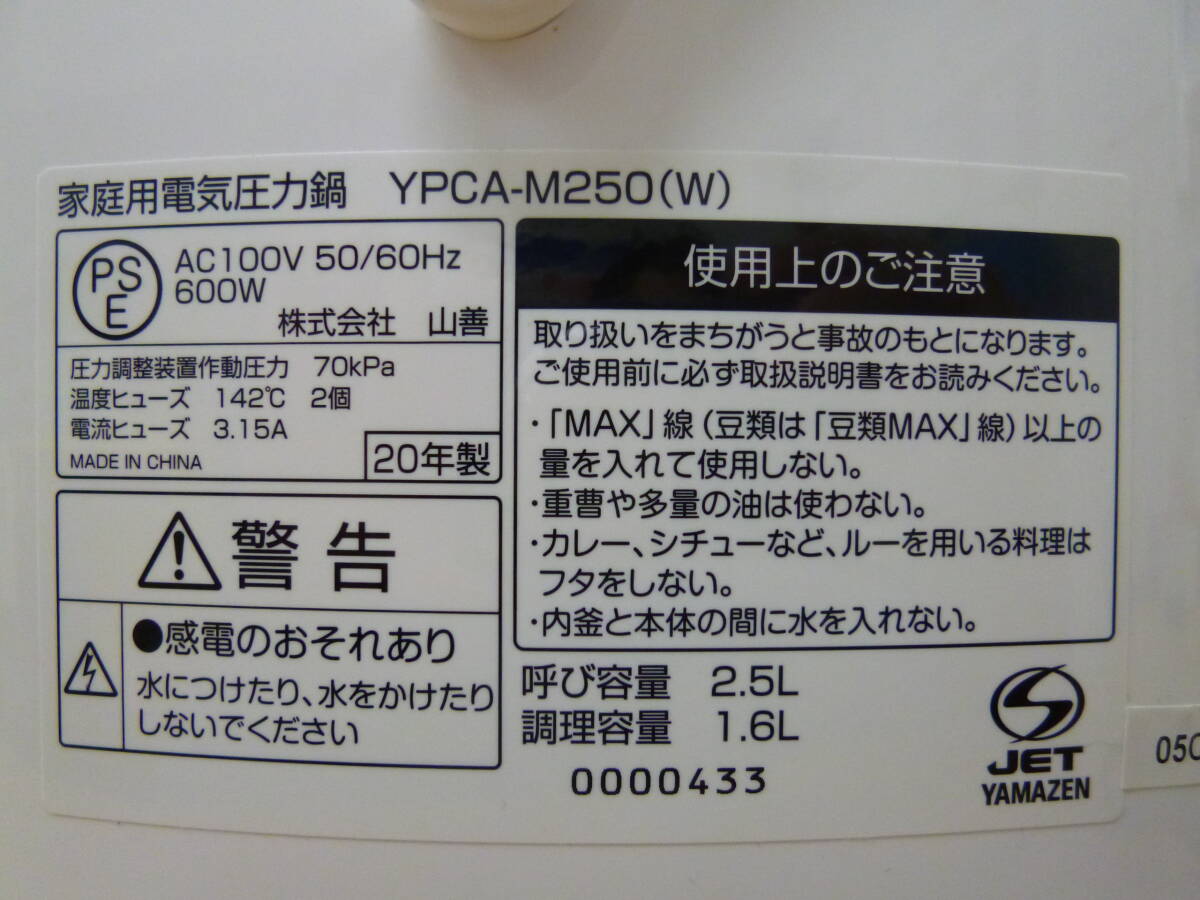 家庭用電気圧力鍋 YPCA-M250(W)
PSE
AC100V 50/60Hz
600W
株式会社 山善
圧力調整装置作動圧力 70kPa
温度ヒューズ 142℃ 2個
電流ヒューズ 3.15A
MADE IN CHINA
20年製
警告
●感電のおそれあり
水につけたり、水をかけたり
しないでください
使用上のご注意
取り扱いをまちがうと事故のもとになります。
ご使用前に必ず取扱説明書をお読みください。
・「MAX」線（豆類は「豆類MAX」線）以上の
量を入れて使用しない。
・重曹や多量の油は使わない。
・カレー、シチューなど、ルーを用いる料理は
フタをしない。
・内釜と本体の間に水を入れない。
呼び容量 2.5L
調理容量 1.6L
0000433
JET
YAMAZEN